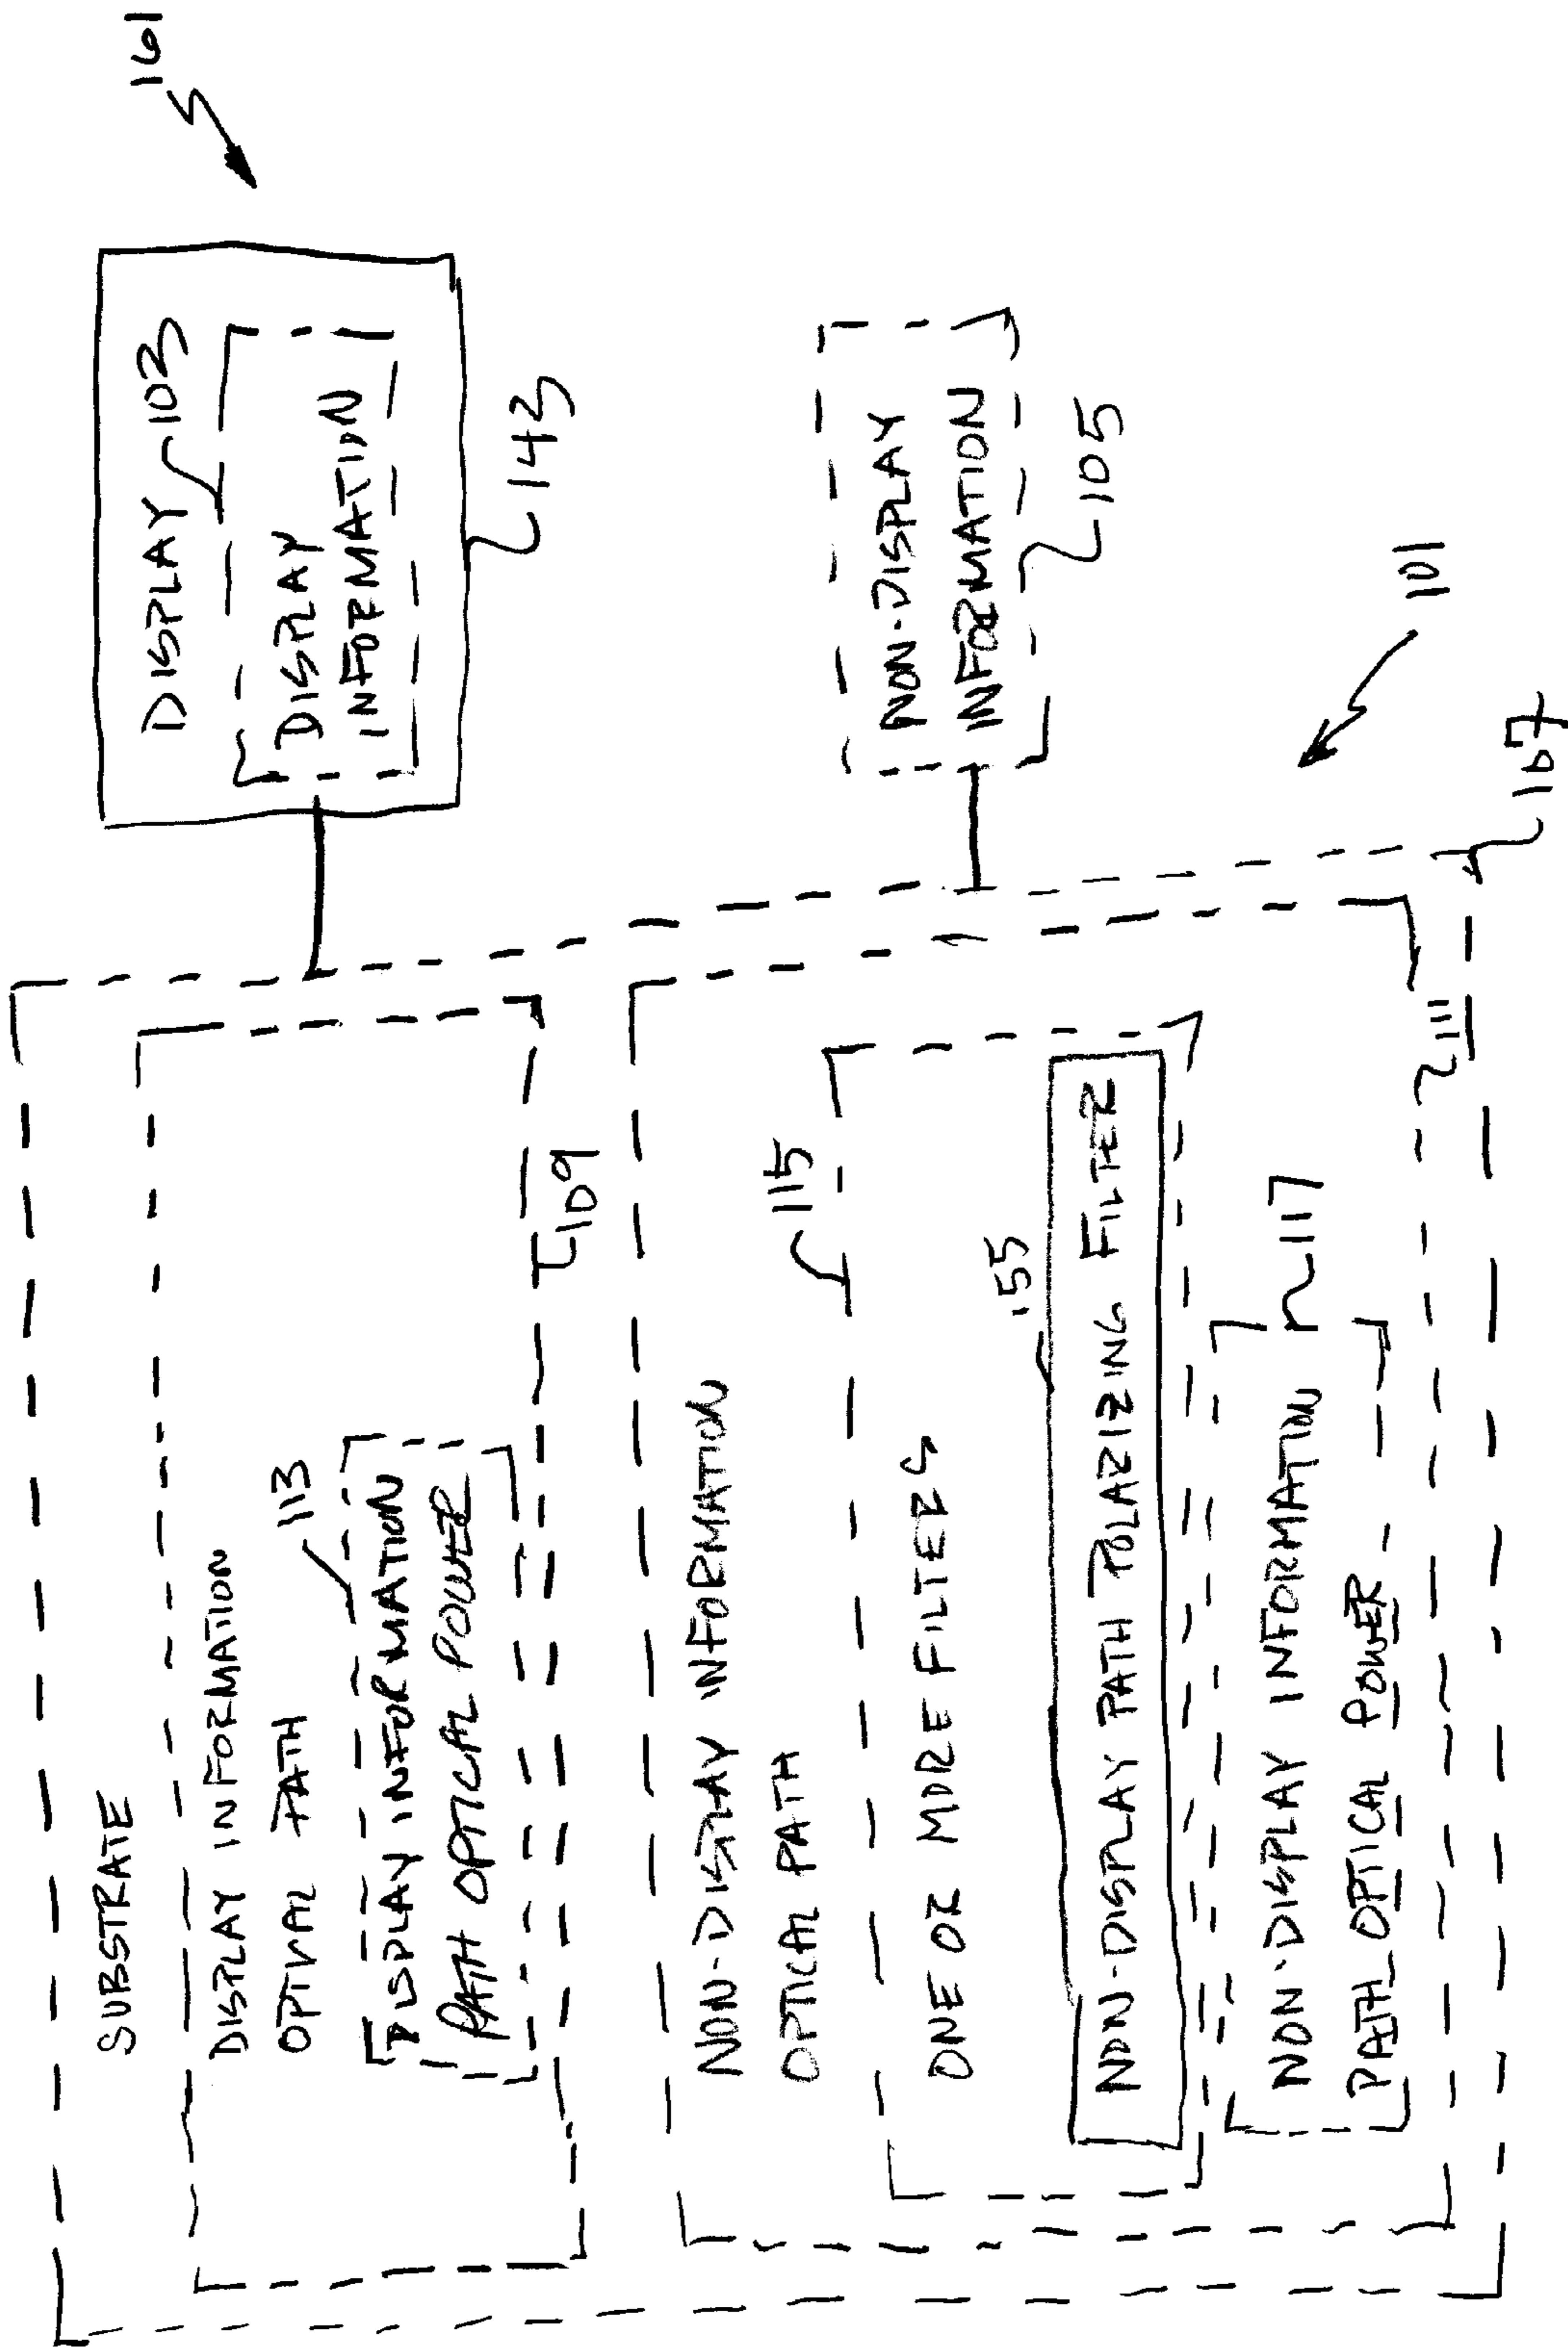 161
DISPLAY
103
DISPLAY
INFORMATION
143
NON-DISPLAY
INFORMATION
105
101
107
SUBSTRATE
DISPLAY INFORMATION
OPTICAL PATH
113
DISPLAY INFORMATION
PATH OPTICAL POWER
109
NON-DISPLAY INFORMATION
OPTICAL PATH
115
ONE OR MORE FILTERS
155
NON-DISPLAY PATH POLARIZING FILTER
NON-DISPLAY INFORMATION
PATH OPTICAL POWER
117
111